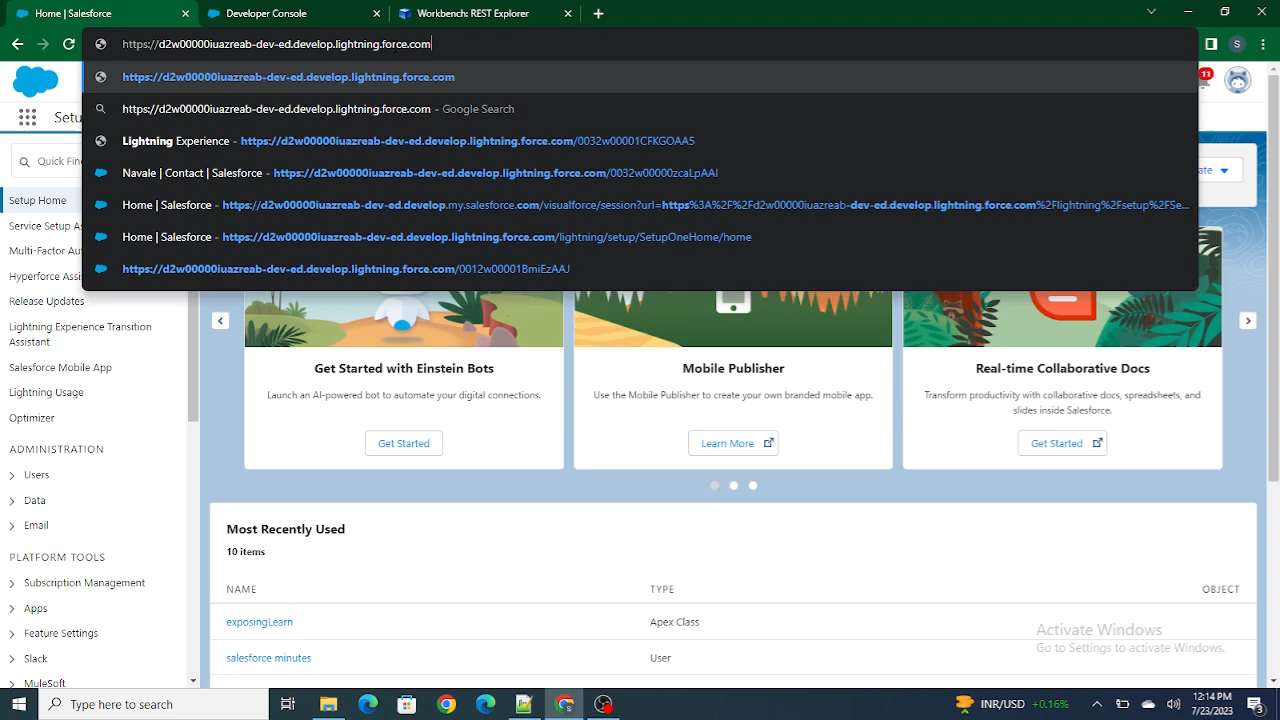 Home | Salesforce
Developer Console
Workbench: REST Explorer
https://d2w00000iuazreab-dev-ed.develop.lightning.force.com
S
https://d2w00000iuazreab-dev-ed.develop.lightning.force.com
https://d2w00000iuazreab-dev-ed.develop.lightning.force.com - Google Search
Lightning Experience - https://d2w00000iuazreab-dev-ed.develop.lightning.force.com/0032w00001CFKGOAA5
Navale | Contact | Salesforce - https://d2w00000iuazreab-dev-ed.develop.lightning.force.com/0032w00000zcaLpAAI
Home | Salesforce - https://d2w00000iuazreab-dev-ed.develop.my.salesforce.com/visualforce/session?url=https%3A%2F%2Fd2w00000iuazreab-dev-ed.develop.lightning.force.com%2Flightning%2Fsetup%2FSe...
Home | Salesforce - https://d2w00000iuazreab-dev-ed.develop.lightning.force.com/lightning/setup/SetupOneHome/home
https://d2w00000iuazreab-dev-ed.develop.lightning.force.com/0012w00001BmiEzAAJ
11
Setu
Quick Fin
ate
Setup Home
Service Setup As
Multi-Factor Aut
Hyperforce Assis
Release Updates
Lightning Experience Transition
Assistant
Salesforce Mobile App
Lightning Usage
Optimizer
ADMINISTRATION
Users
Data
Email
PLATFORM TOOLS
Subscription Management
Apps
Feature Settings
Slack
MuleSoft
Get Started with Einstein Bots
Launch an AI-powered bot to automate your digital connections.
Get Started
Mobile Publisher
Use the Mobile Publisher to create your own branded mobile app.
Learn More
Real-time Collaborative Docs
Transform productivity with collaborative docs, spreadsheets, and
slides inside Salesforce.
Get Started
Most Recently Used
10 items
NAME TYPE OBJECT
exposingLearn Apex Class
salesforce minutes User
Activate Windows
Go to Settings to activate Windows.
Type here to search
INR/USD +0.16%
12:14 PM
7/23/2023
3